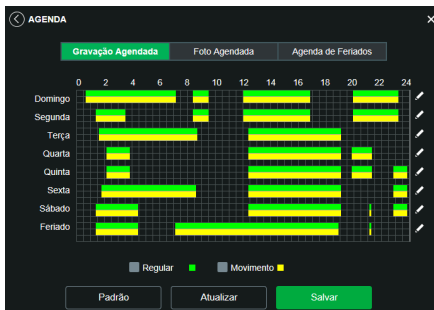 AGENDA
Gravação Agendada Foto Agendada Agenda de Feriados
0 2 4 6 8 10 12 14 16 18 20 22 24
Domingo
Segunda
Terça
Quarta
Quinta
Sexta
Sábado
Feriado
Regular Movimento
Padrão Atualizar Salvar